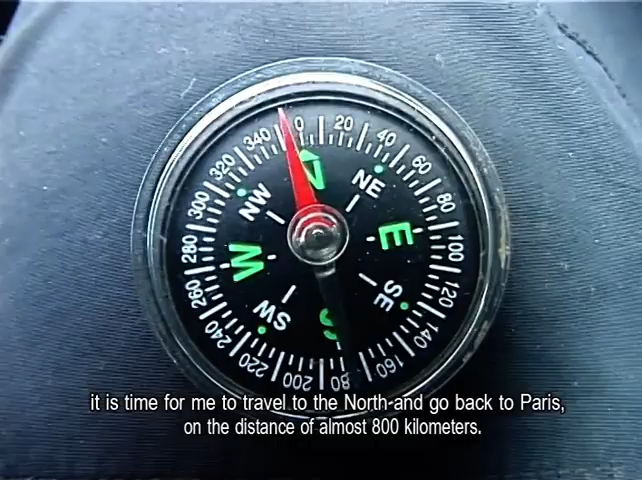 0 20 40 60 80 100 120 140 160 80 200 220 240 260 280 300 320 340
N
NE
E
SE
S
SW
W
NW
it is time for me to travel to the North and go back to Paris,
on the distance of almost 800 kilometers.